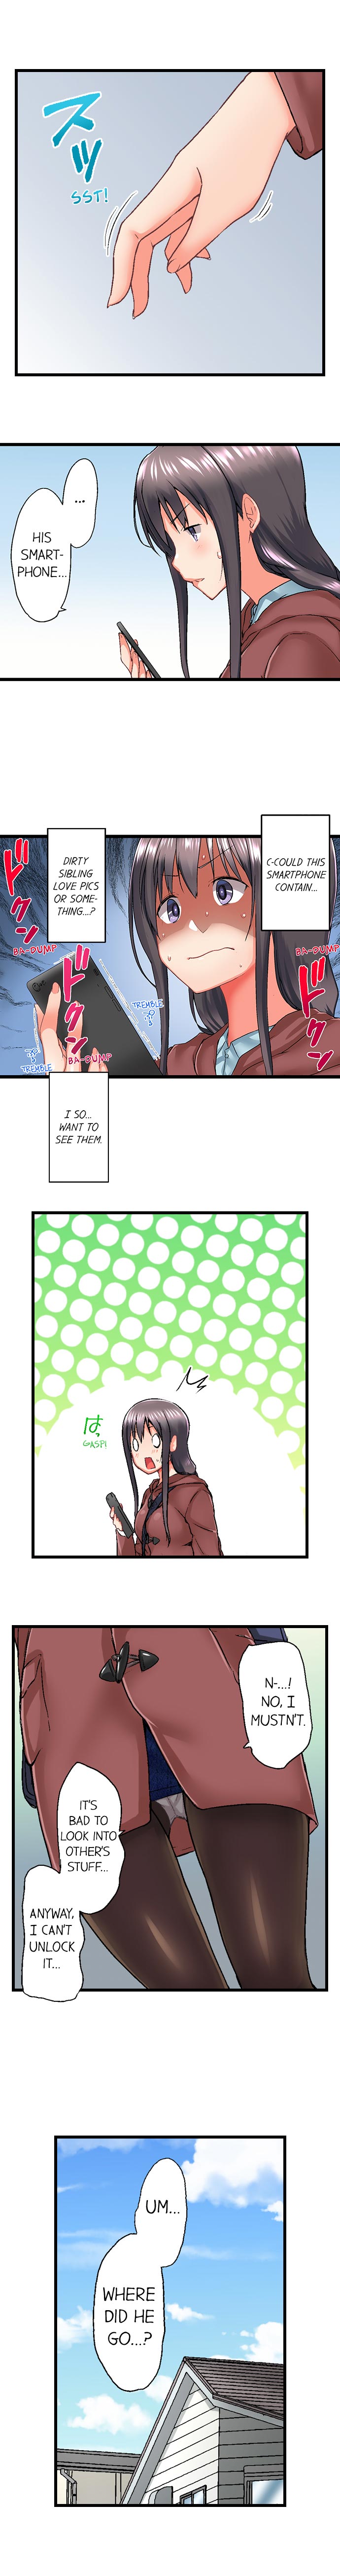 スッ
SST!
...
HIS
SMART-
PHONE...
C-COULD THIS
SMARTPHONE
CONTAIN...
DIRTY
SIBLING
LOVE PICS
OR SOME-
THING...?
ドクン
BA-DUMP
ドクン
BA-DUMP
ドクン
BA-DUMP
TREMBLE
TREMBLE
I SO...
WANT TO
SEE THEM.
はっ
GASP!
N-...!
NO, I
MUSTN'T.
IT'S
BAD TO
LOOK INTO
OTHER'S
STUFF...
ANYWAY,
I CAN'T
UNLOCK
IT...
UM...
WHERE
DID HE
GO...?